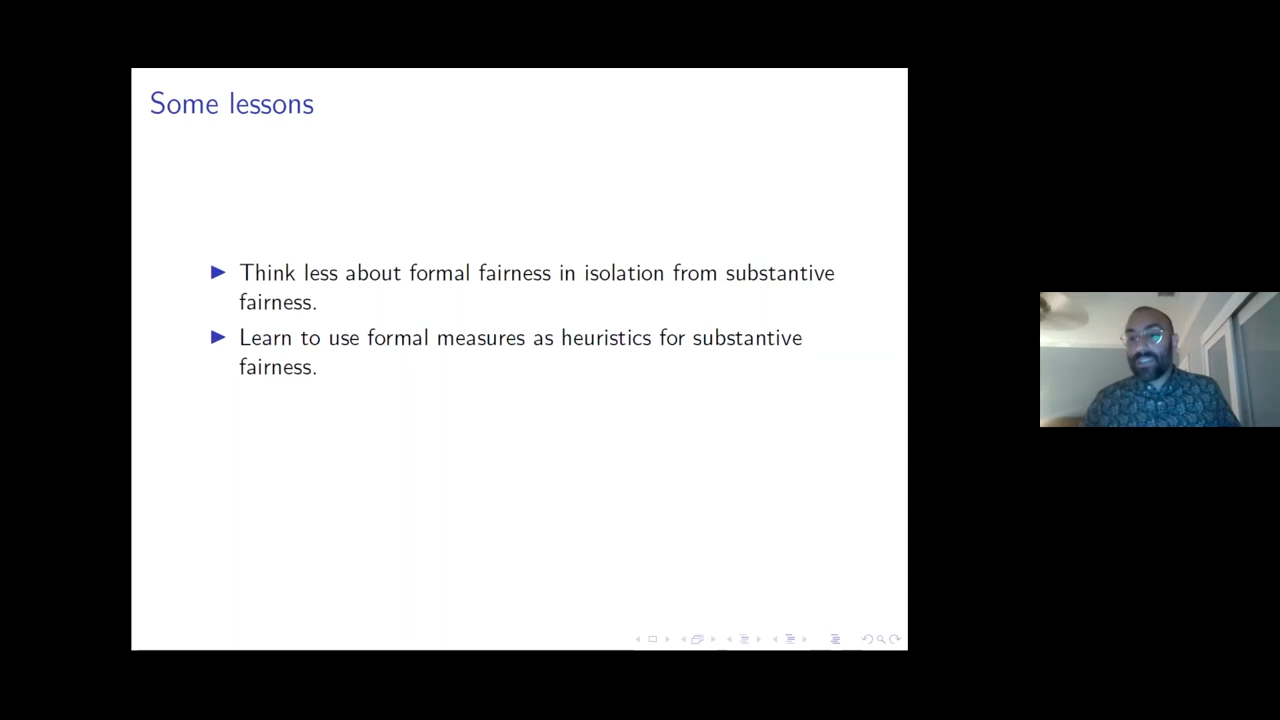 Some lessons
Think less about formal fairness in isolation from substantive
fairness.
Learn to use formal measures as heuristics for substantive
fairness.